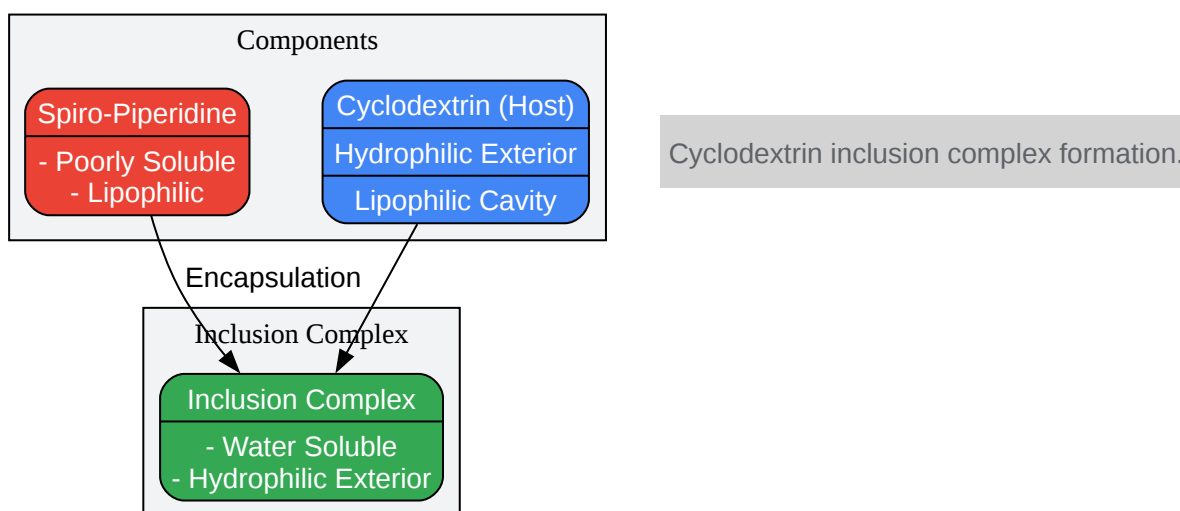 Components
Spiro-Piperidine
- Poorly Soluble
- Lipophilic
Cyclodextrin (Host)
Hydrophilic Exterior
Lipophilic Cavity
Cyclodextrin inclusion complex formation.
Encapsulation
Inclusion Complex
Inclusion Complex
- Water Soluble
- Hydrophilic Exterior